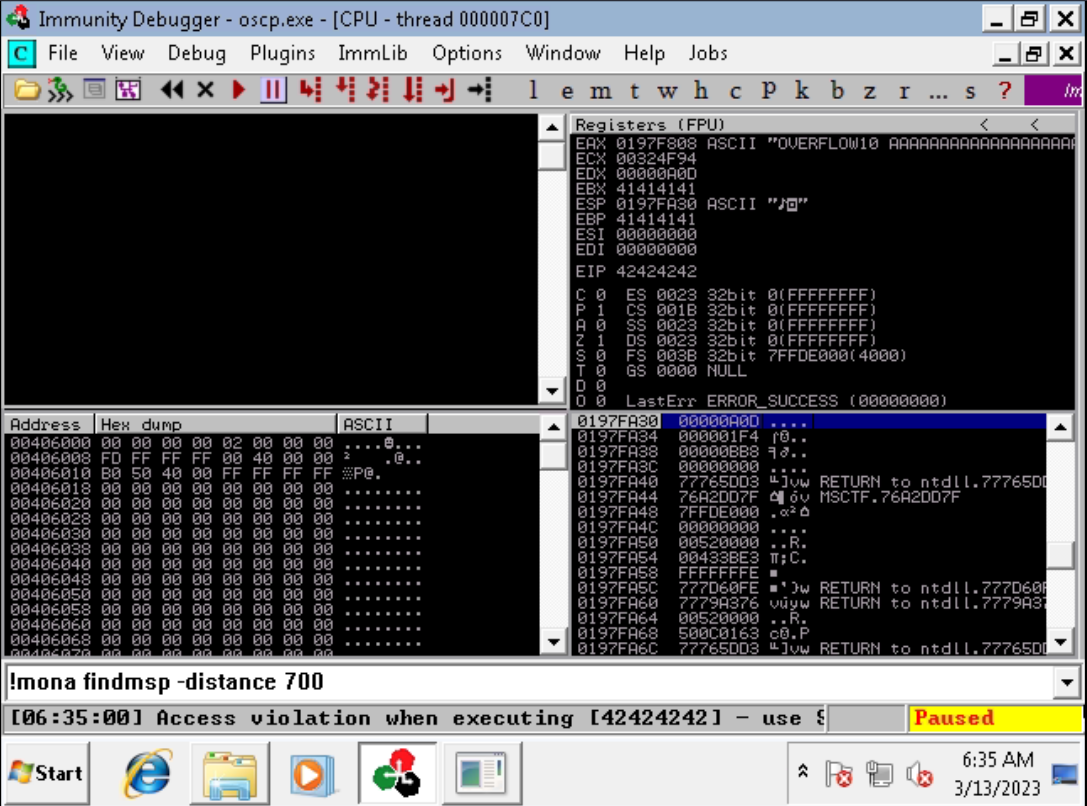 Immunity Debugger - oscp.exe - [CPU - thread 000007C0]
C File View Debug Plugins ImmLib Options Window Help Jobs
l e m t w h c P k b z r ... s ? Im
Registers (FPU) < <
EAX 0197F808 ASCII "OVERFLOW10 AAAAAAAAAAAAAAAAAAA
ECX 00324F94
EDX 00000A0D
EBX 41414141
ESP 0197FA30 ASCII "♪◙"
EBP 41414141
ESI 00000000
EDI 00000000
EIP 42424242
C 0 ES 0023 32bit 0(FFFFFFFF)
P 1 CS 001B 32bit 0(FFFFFFFF)
A 0 SS 0023 32bit 0(FFFFFFFF)
Z 1 DS 0023 32bit 0(FFFFFFFF)
S 0 FS 003B 32bit 7FFDE000(4000)
T 0 GS 0000 NULL
D 0
O 0 LastErr ERROR_SUCCESS (00000000)
Address Hex dump ASCII
00406000 00 00 00 00 02 00 00 00 ....☻...
00406008 FD FF FF FF 00 40 00 00 ² .@..
00406010 B0 50 40 00 FF FF FF FF ░P@.
00406018 00 00 00 00 00 00 00 00 ........
00406020 00 00 00 00 00 00 00 00 ........
00406028 00 00 00 00 00 00 00 00 ........
00406030 00 00 00 00 00 00 00 00 ........
00406038 00 00 00 00 00 00 00 00 ........
00406040 00 00 00 00 00 00 00 00 ........
00406048 00 00 00 00 00 00 00 00 ........
00406050 00 00 00 00 00 00 00 00 ........
00406058 00 00 00 00 00 00 00 00 ........
00406060 00 00 00 00 00 00 00 00 ........
00406068 00 00 00 00 00 00 00 00 ........
00406070 00 00 00 00 00 00 00 00
0197FA30 00000A0D ....
0197FA34 000001F4 ⌠☺..
0197FA38 00000BB8 ╕♂..
0197FA3C 00000000 ....
0197FA40 77765DD3 ╙]vw RETURN to ntdll.77765DD
0197FA44 76A2DD7F MSCTF.76A2DD7F
0197FA48 7FFDE000 .α²⌂
0197FA4C 00000000 ....
0197FA50 00520000 ..R.
0197FA54 00433BE3 π;C.
0197FA58 FFFFFFFE ■
0197FA5C 777D60FE ■`}w RETURN to ntdll.777D60F
0197FA60 7779A376 vúyw RETURN to ntdll.7779A37
0197FA64 00520000 ..R.
0197FA68 500C0163 c☺.P
0197FA6C 77765DD3 ╙]vw RETURN to ntdll.77765DD
!mona findmsp -distance 700
[06:35:00] Access violation when executing [42424242] - use S
Paused
Start
6:35 AM
3/13/2023